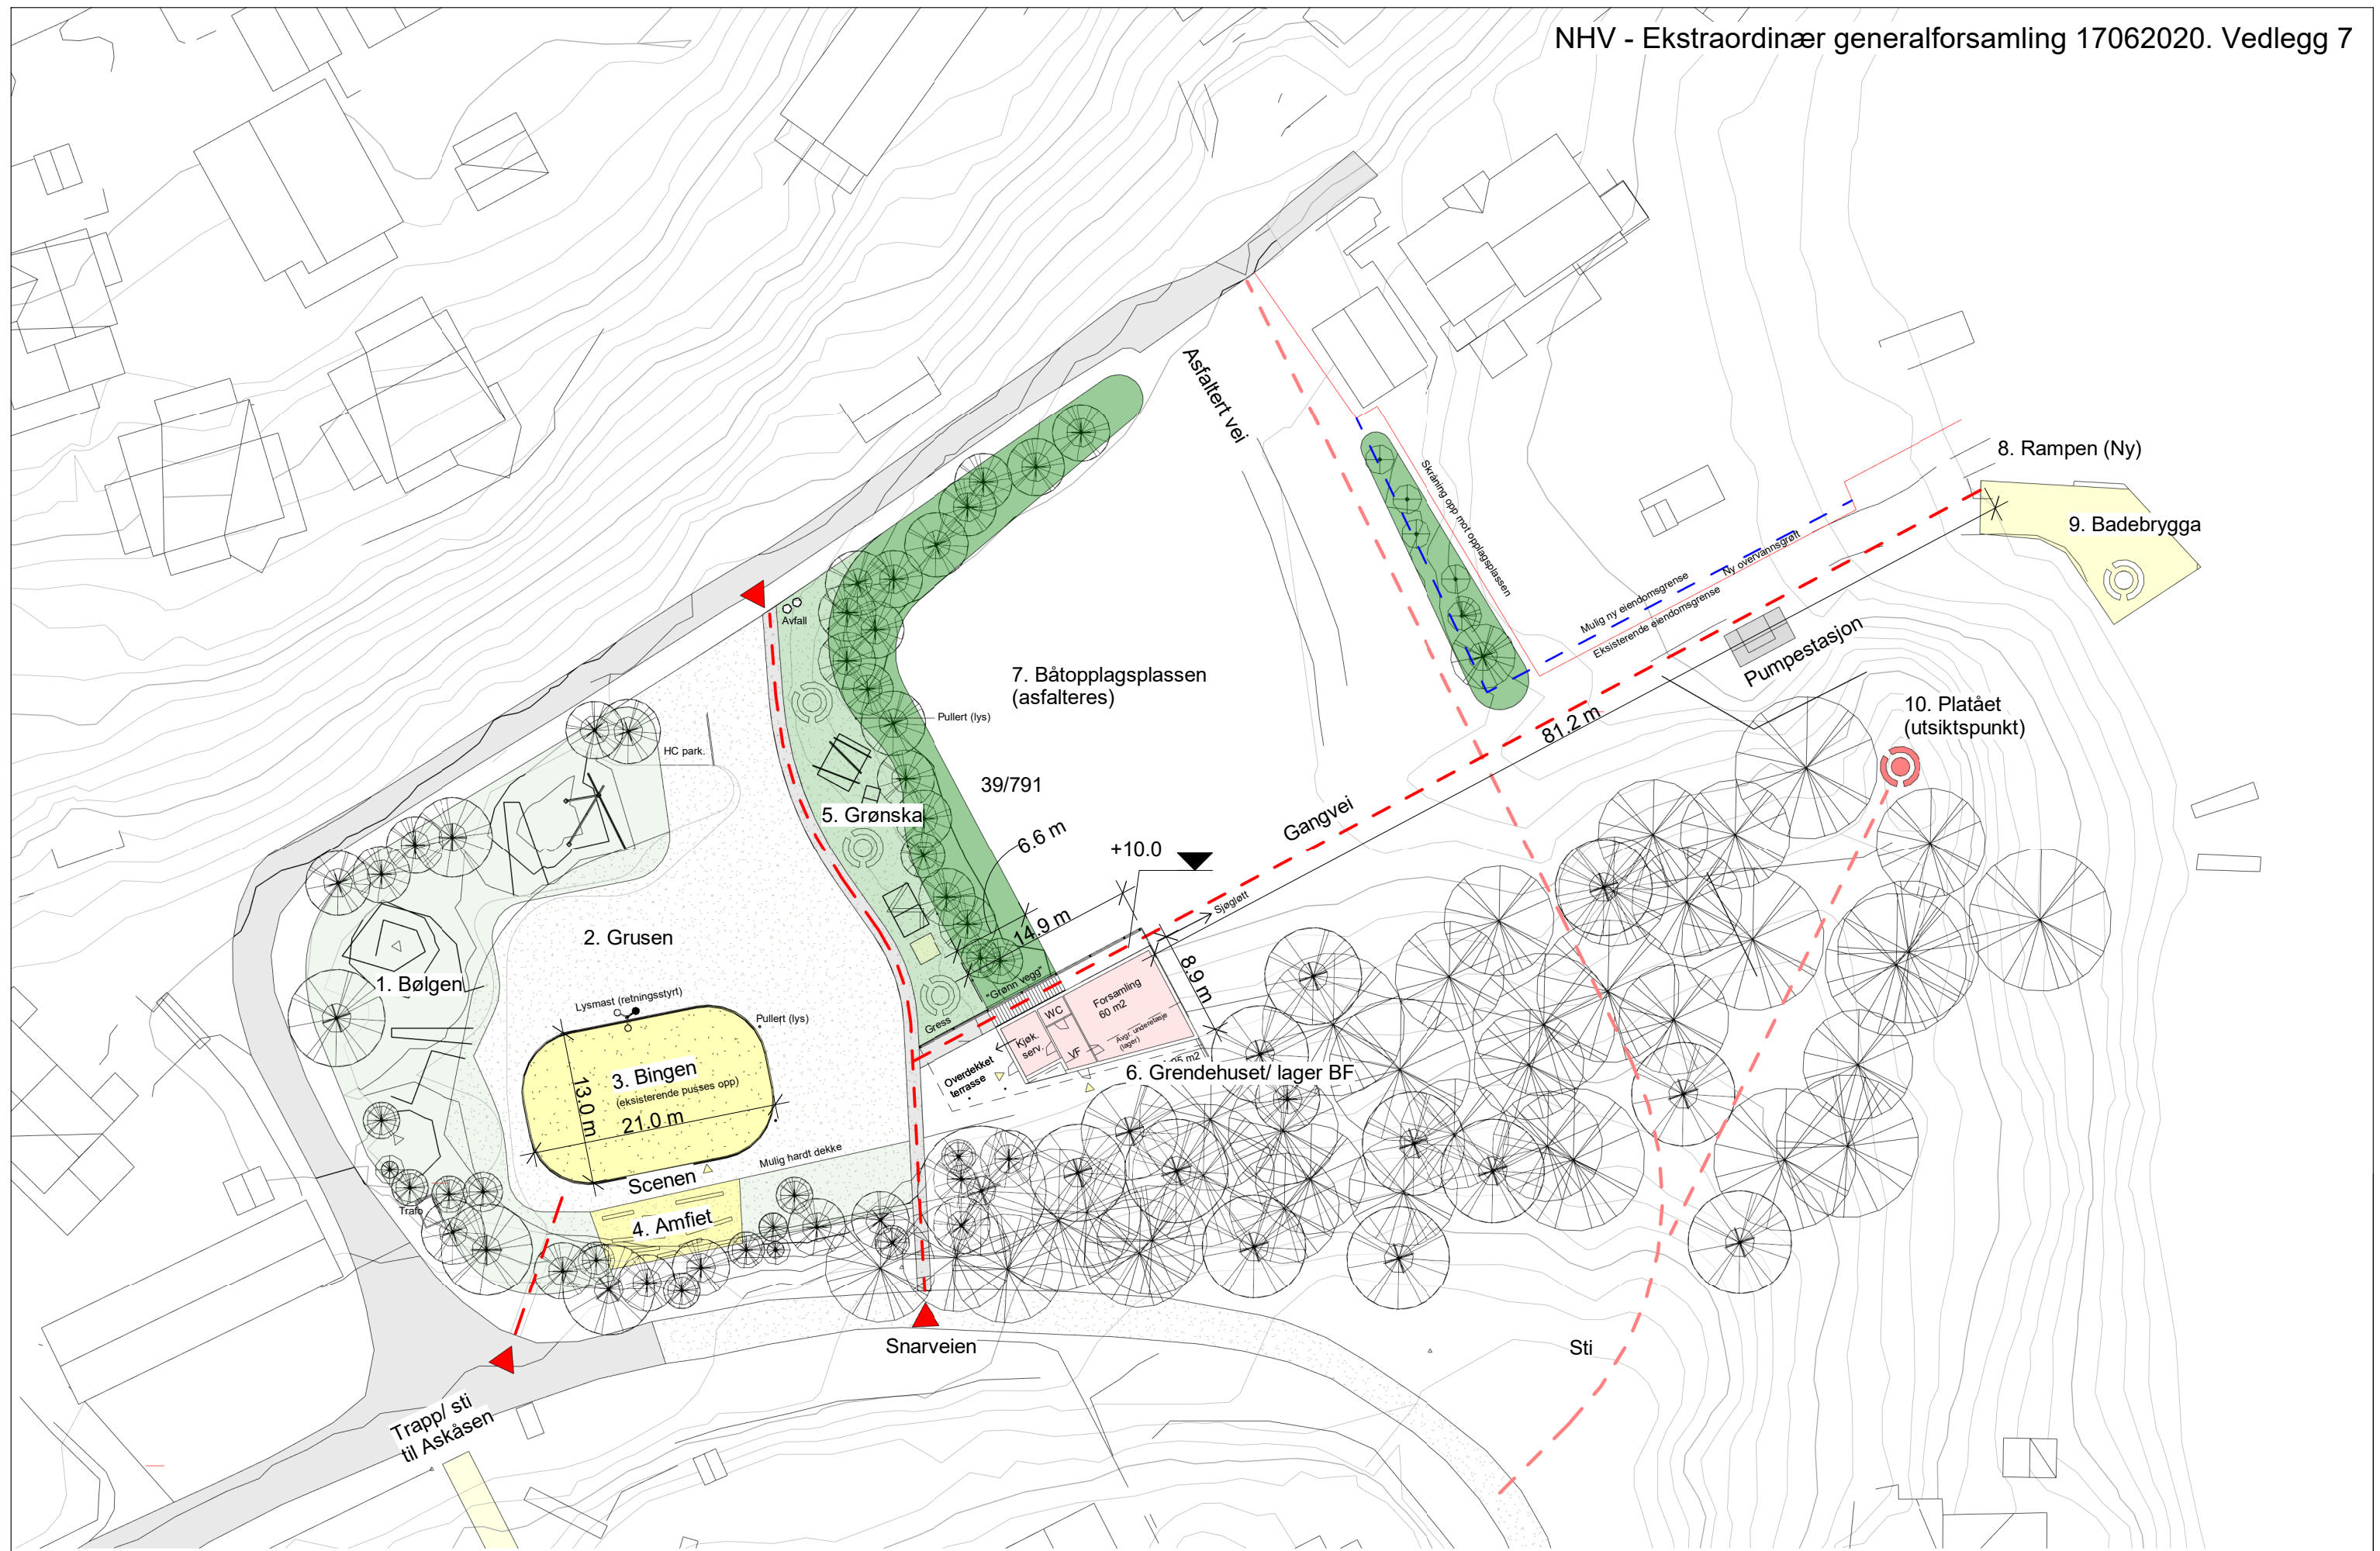 NHV - Ekstraordinær generalforsamling 17062020. Vedlegg 7
Asfaltert vei
8. Rampen (Ny)
9. Badebrygga
Skråning opp mot opplagsplassen
Ny overvannsgrøft
Mulig ny eiendomsgrense
Eksisterende eiendomsgrense
Pumpestasjon
Avfall
7. Båtopplagsplassen
(asfalteres)
Pullert (lys)
10. Platået
(utsiktspunkt)
81.2 m
HC park.
39/791
5. Grønska
Gangvei
6.6 m
+10.0
Sjøgløtt
14.9 m
2. Grusen
8.9 m
1. Bølgen
"Grønn vegg"
Lysmast (retningsstyrt)
Pullert (lys)
Gress
WC
Forsamling
60 m2
Kjøk.
serv.
VF
Avgr. underetasje
(lager)
Overdekket
terrasse
6. Grendehuset/ lager BF
3. Bingen
(eksisterende pusses opp)
13.0 m
21.0 m
Mulig hardt dekke
Scenen
4. Amfiet
Trafo
Snarveien
Sti
Trapp/ sti
til Askåsen